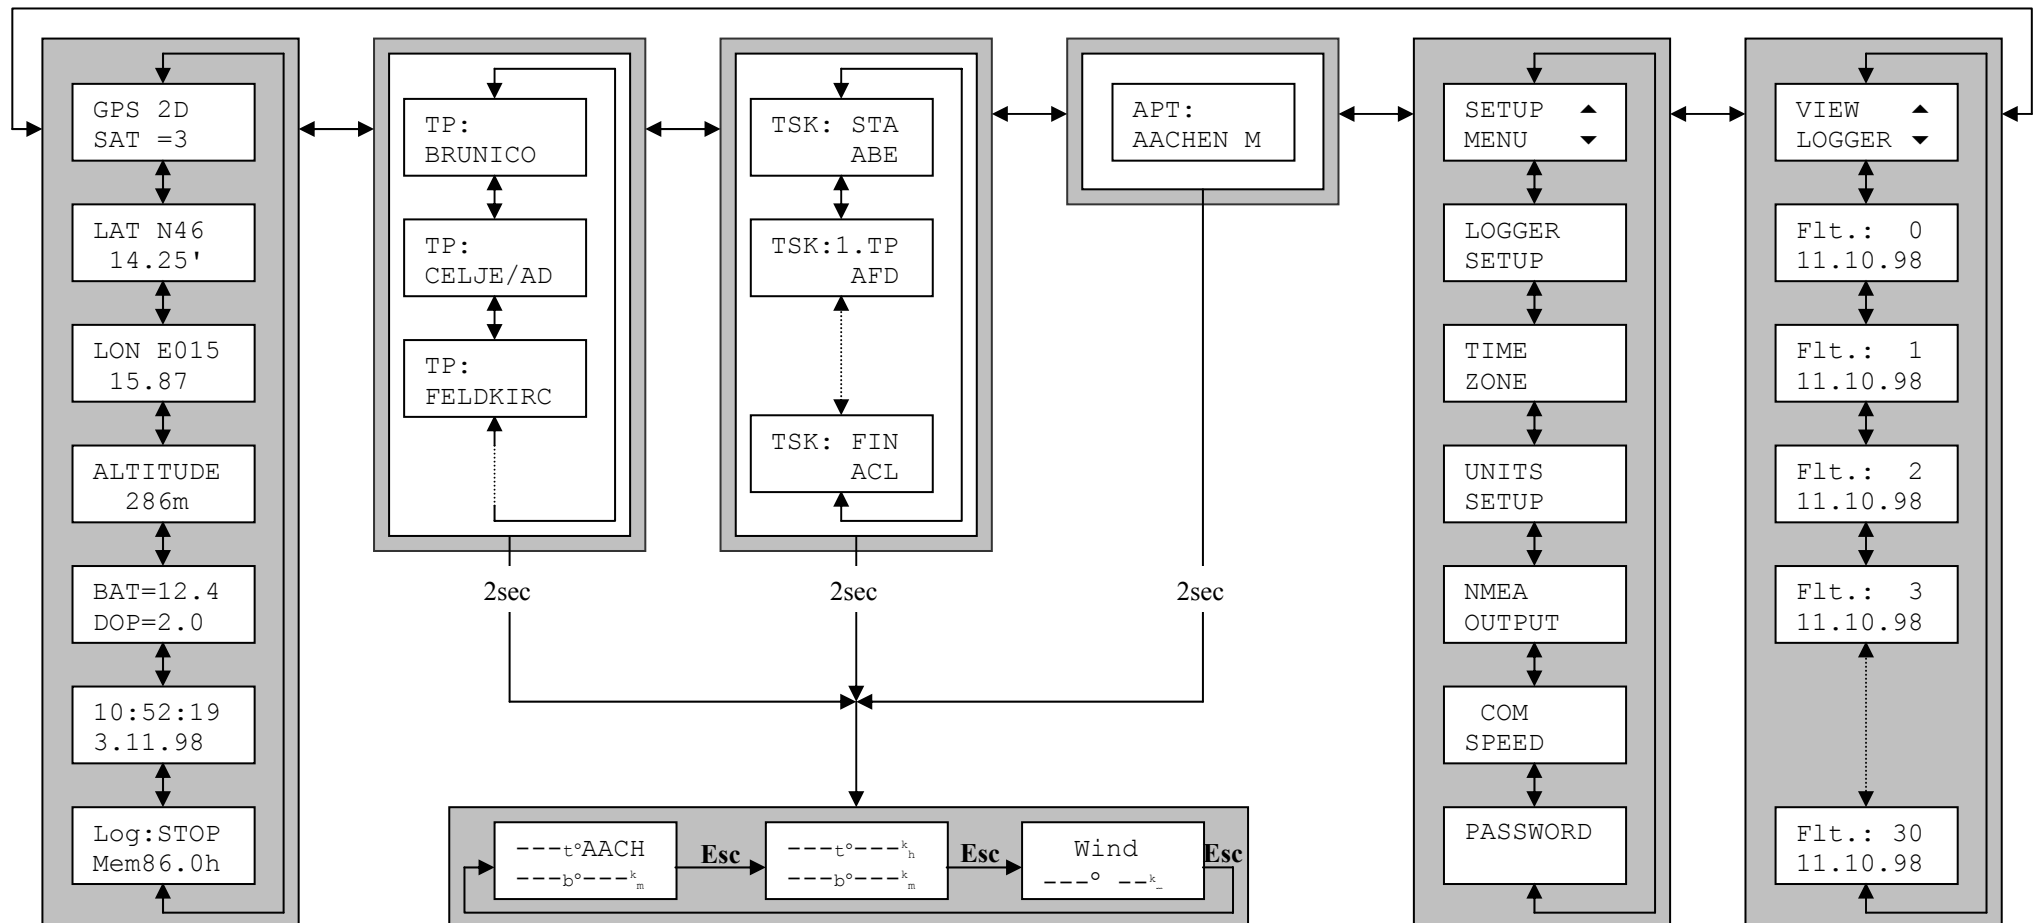 GPS 2D
SAT =3
LAT N46
14.25'
LON E015
15.87
ALTITUDE
286m
BAT=12.4
DOP=2.0
10:52:19
3.11.98
Log:STOP
Mem86.0h
TP:
BRUNICO
TP:
CELJE/AD
TP:
FELDKIRC
2sec
TSK: STA
ABE
TSK:1.TP
AFD
TSK: FIN
ACL
2sec
APT:
AACHEN M
2sec
---t°AACH
---b°---km
Esc
---t°---kh
---b°---km
Esc
Wind
___° __k_
Esc
SETUP
MENU
LOGGER
SETUP
TIME
ZONE
UNITS
SETUP
NMEA
OUTPUT
COM
SPEED
PASSWORD
VIEW
LOGGER
Flt.: 0
11.10.98
Flt.: 1
11.10.98
Flt.: 2
11.10.98
Flt.: 3
11.10.98
Flt.: 30
11.10.98